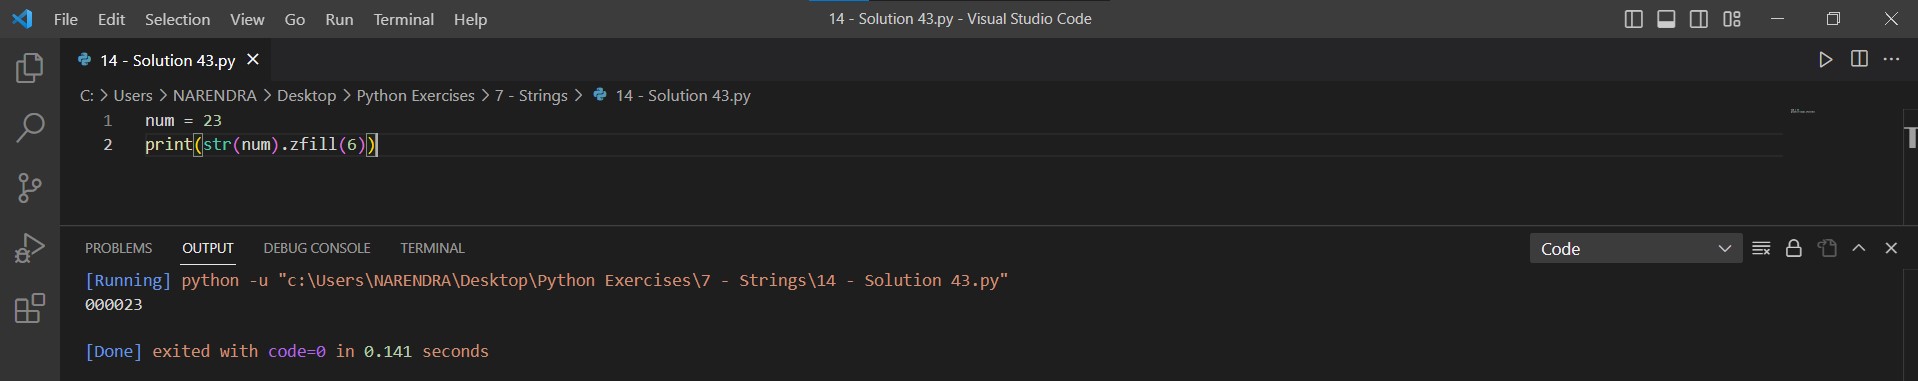 File Edit Selection View Go Run Terminal Help 14 - Solution 43.py - Visual Studio Code
14 - Solution 43.py
C: > Users > NARENDRA > Desktop > Python Exercises > 7 - Strings > 14 - Solution 43.py
1 num = 23
2 print(str(num).zfill(6))
PROBLEMS OUTPUT DEBUG CONSOLE TERMINAL Code
[Running] python -u "c:\Users\NARENDRA\Desktop\Python Exercises\7 - Strings\14 - Solution 43.py"
000023
[Done] exited with code=0 in 0.141 seconds